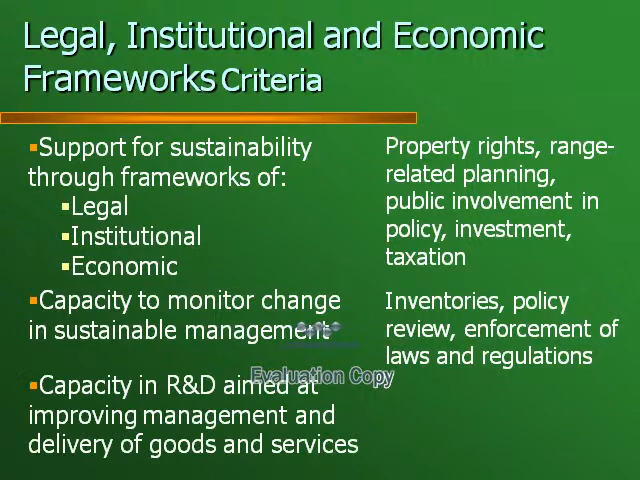 Legal, Institutional and Economic
Frameworks Criteria
▪Support for sustainability
through frameworks of:
▪Legal
▪Institutional
▪Economic
Property rights, range-
related planning,
public involvement in
policy, investment,
taxation
▪Capacity to monitor change
in sustainable management
Inventories, policy
review, enforcement of
laws and regulations
▪Capacity in R&D aimed at
improving management and
delivery of goods and services
Evaluation Copy